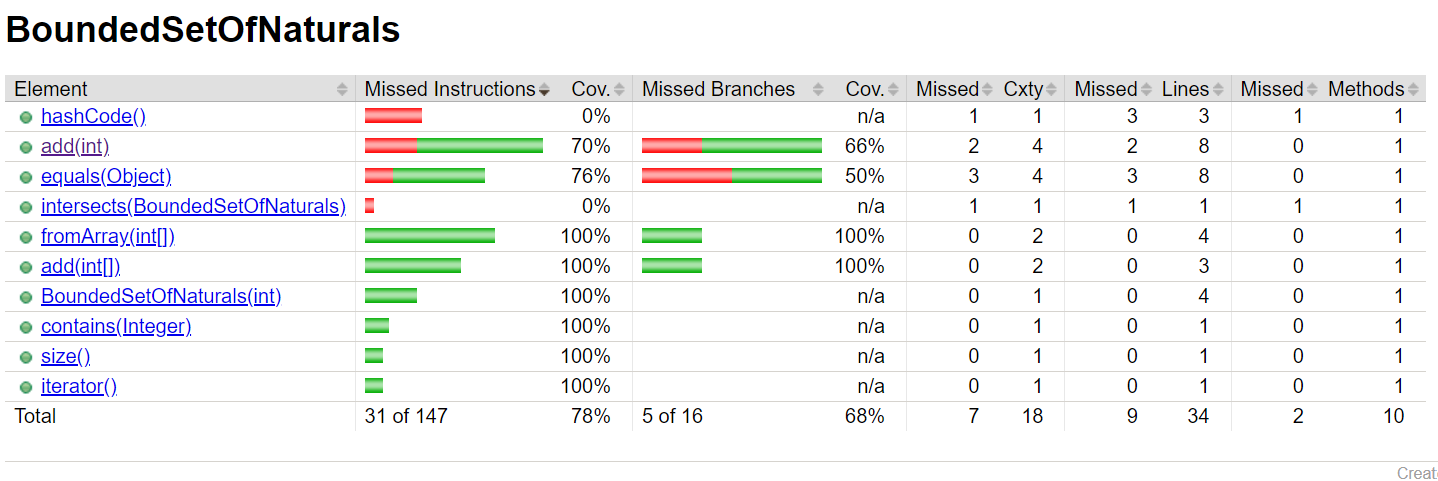 BoundedSetOfNaturals
Element Missed Instructions Cov. Missed Branches Cov. Missed Cxty Missed Lines Missed Methods
hashCode() 0% n/a 1 1 3 3 1 1
add(int) 70% 66% 2 4 2 8 0 1
equals(Object) 76% 50% 3 4 3 8 0 1
intersects(BoundedSetOfNaturals) 0% n/a 1 1 1 1 1 1
fromArray(int[]) 100% 100% 0 2 0 4 0 1
add(int[]) 100% 100% 0 2 0 3 0 1
BoundedSetOfNaturals(int) 100% n/a 0 1 0 4 0 1
contains(Integer) 100% n/a 0 1 0 1 0 1
size() 100% n/a 0 1 0 1 0 1
iterator() 100% n/a 0 1 0 1 0 1
Total 31 of 147 78% 5 of 16 68% 7 18 9 34 2 10
Creat